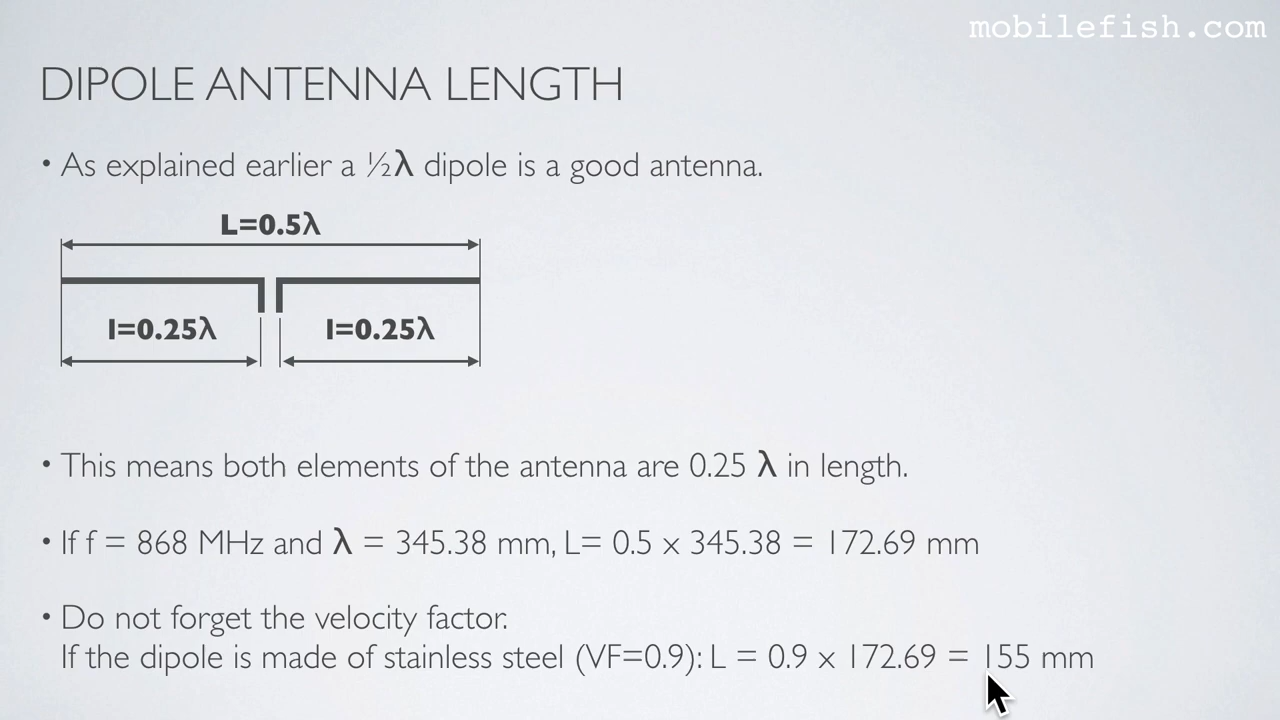 mobilefish.com
DIPOLE ANTENNA LENGTH
• As explained earlier a ½λ dipole is a good antenna.
L=0.5λ
l=0.25λ l=0.25λ
• This means both elements of the antenna are 0.25 λ in length.
• If f = 868 MHz and λ = 345.38 mm, L= 0.5 x 345.38 = 172.69 mm
• Do not forget the velocity factor.
If the dipole is made of stainless steel (VF=0.9): L = 0.9 x 172.69 = 155 mm